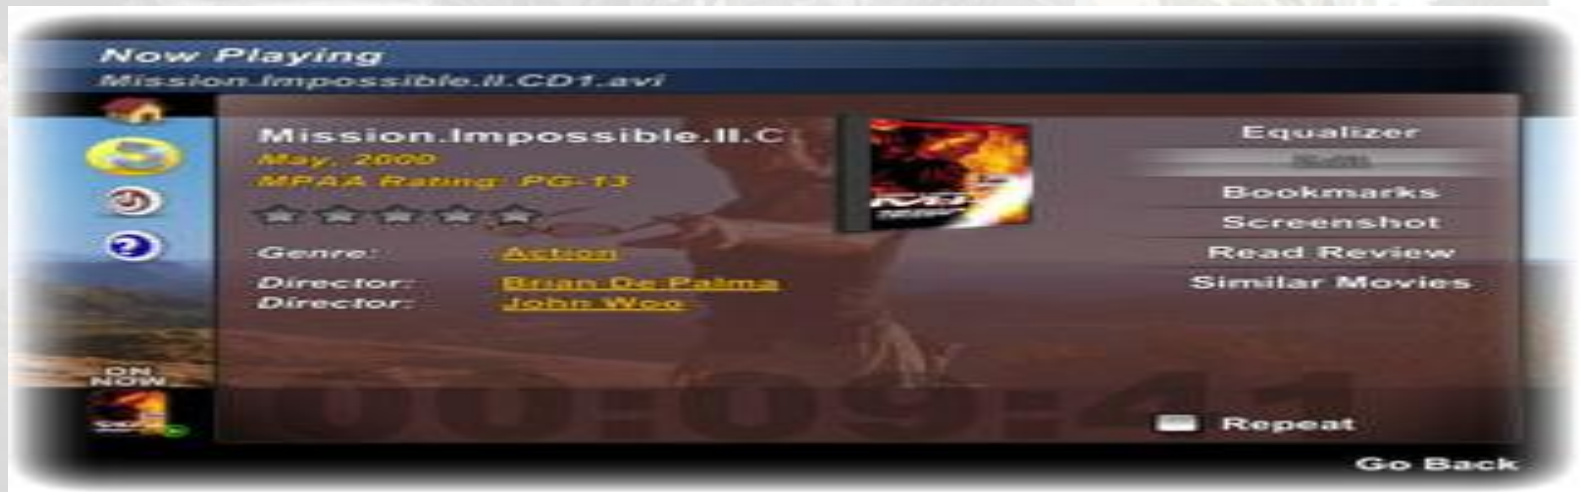 Now Playing
Mission.Impossible.II.CD1.avi
Mission.Impossible.II.C
May, 2000
MPAA Rating: PG-13
Genre: Action
Director: Brian De Palma
Director: John Woo
Equalizer
Bookmarks
Screenshot
Read Review
Similar Movies
ON
NOW
00:09:41
Repeat
Go Back